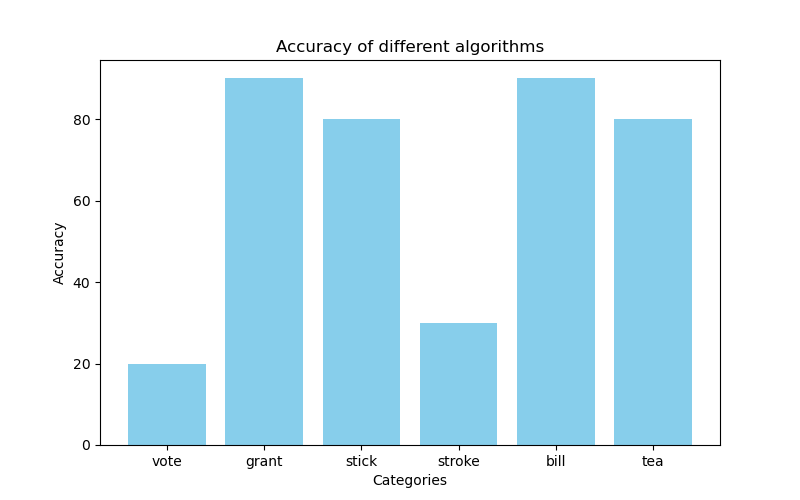 Accuracy of different algorithms
Accuracy
80
60
40
20
0
vote grant stick stroke bill tea
Categories